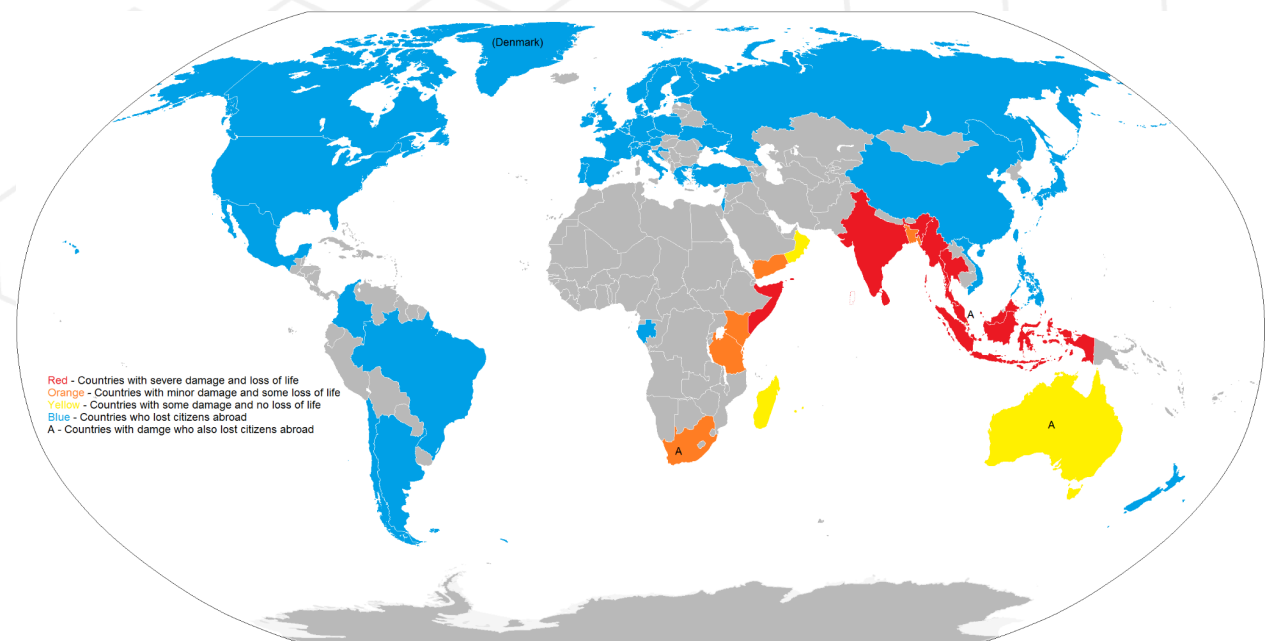 (Denmark)
A
Red - Countries with severe damage and loss of life
Orange - Countries with minor damage and some loss of life
Yellow - Countries with some damage and no loss of life
Blue - Countries who lost citizens abroad
A - Countries with damge who also lost citizens abroad
A
A